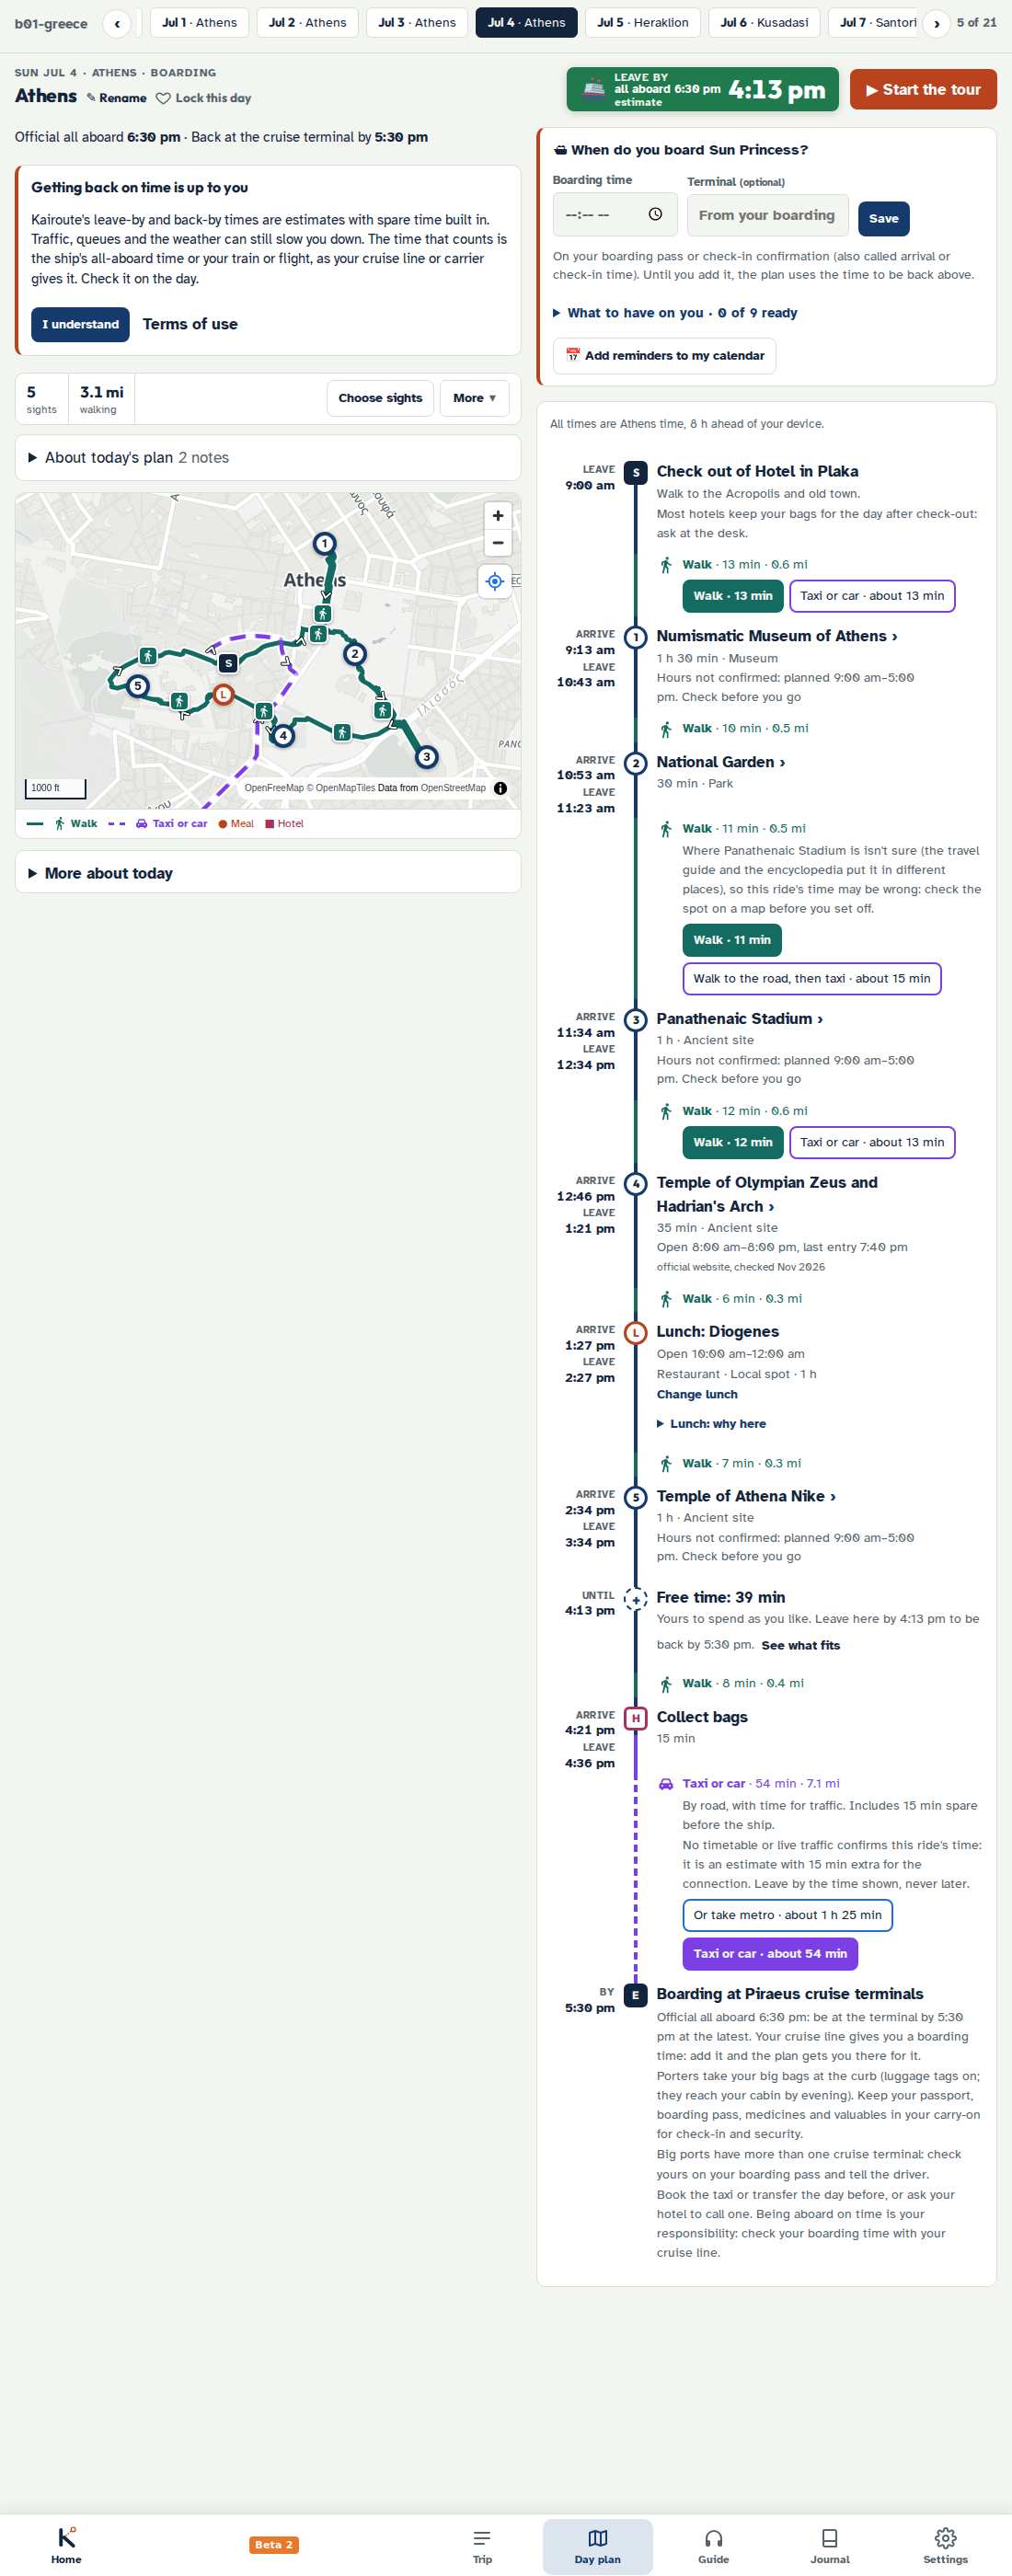 b01-greece
‹
Jul 1 · Athens
Jul 2 · Athens
Jul 3 · Athens
Jul 4 · Athens
Jul 5 · Heraklion
Jul 6 · Kusadasi
Jul 7 · Santori
›
5 of 21
SUN JUL 4 · ATHENS · BOARDING
Athens ✎ Rename ♡ Lock this day
LEAVE BY
all aboard 6:30 pm
estimate
4:13 pm
▶ Start the tour
Official all aboard 6:30 pm · Back at the cruise terminal by 5:30 pm
Getting back on time is up to you
Kairoute's leave-by and back-by times are estimates with spare time built in.
Traffic, queues and the weather can still slow you down. The time that counts is
the ship's all-aboard time or your train or flight, as your cruise line or carrier
gives it. Check it on the day.
I understand
Terms of use
5
sights
3.1 mi
walking
Choose sights
More ▾
▶ About today's plan 2 notes
Athens
Ιλισσός
1000 ft
OpenFreeMap © OpenMapTiles Data from OpenStreetMap
1
2
3
4
5
S
L
+
−
Walk
Taxi or car
Meal
Hotel
▶ More about today
When do you board Sun Princess?
Boarding time
Terminal (optional)
--:-- --
From your boarding
Save
On your boarding pass or check-in confirmation (also called arrival or
check-in time). Until you add it, the plan uses the time to be back above.
▶ What to have on you · 0 of 9 ready
Add reminders to my calendar
All times are Athens time, 8 h ahead of your device.
LEAVE
9:00 am
S
Check out of Hotel in Plaka
Walk to the Acropolis and old town.
Most hotels keep your bags for the day after check-out:
ask at the desk.
Walk · 13 min · 0.6 mi
Walk · 13 min
Taxi or car · about 13 min
ARRIVE
9:13 am
LEAVE
10:43 am
1
Numismatic Museum of Athens ›
1 h 30 min · Museum
Hours not confirmed: planned 9:00 am–5:00
pm. Check before you go
Walk · 10 min · 0.5 mi
ARRIVE
10:53 am
LEAVE
11:23 am
2
National Garden ›
30 min · Park
Walk · 11 min · 0.5 mi
Where Panathenaic Stadium is isn't sure (the travel
guide and the encyclopedia put it in different
places), so this ride's time may be wrong: check the
spot on a map before you set off.
Walk · 11 min
Walk to the road, then taxi · about 15 min
ARRIVE
11:34 am
LEAVE
12:34 pm
3
Panathenaic Stadium ›
1 h · Ancient site
Hours not confirmed: planned 9:00 am–5:00
pm. Check before you go
Walk · 12 min · 0.6 mi
Walk · 12 min
Taxi or car · about 13 min
ARRIVE
12:46 pm
LEAVE
1:21 pm
4
Temple of Olympian Zeus and
Hadrian's Arch ›
35 min · Ancient site
Open 8:00 am–8:00 pm, last entry 7:40 pm
official website, checked Nov 2026
Walk · 6 min · 0.3 mi
ARRIVE
1:27 pm
LEAVE
2:27 pm
L
Lunch: Diogenes
Open 10:00 am–12:00 am
Restaurant · Local spot · 1 h
Change lunch
▶ Lunch: why here
Walk · 7 min · 0.3 mi
ARRIVE
2:34 pm
LEAVE
3:34 pm
5
Temple of Athena Nike ›
1 h · Ancient site
Hours not confirmed: planned 9:00 am–5:00
pm. Check before you go
UNTIL
4:13 pm
+
Free time: 39 min
Yours to spend as you like. Leave here by 4:13 pm to be
back by 5:30 pm. See what fits
Walk · 8 min · 0.4 mi
ARRIVE
4:21 pm
LEAVE
4:36 pm
H
Collect bags
15 min
Taxi or car · 54 min · 7.1 mi
By road, with time for traffic. Includes 15 min spare
before the ship.
No timetable or live traffic confirms this ride's time:
it is an estimate with 15 min extra for the
connection. Leave by the time shown, never later.
Or take metro · about 1 h 25 min
Taxi or car · about 54 min
BY
5:30 pm
E
Boarding at Piraeus cruise terminals
Official all aboard 6:30 pm: be at the terminal by 5:30
pm at the latest. Your cruise line gives you a boarding
time: add it and the plan gets you there for it.
Porters take your big bags at the curb (luggage tags on;
they reach your cabin by evening). Keep your passport,
boarding pass, medicines and valuables in your carry-on
for check-in and security.
Big ports have more than one cruise terminal: check
yours on your boarding pass and tell the driver.
Book the taxi or transfer the day before, or ask your
hotel to call one. Being aboard on time is your
responsibility: check your boarding time with your
cruise line.
Home
Beta 2
Trip
Day plan
Guide
Journal
Settings